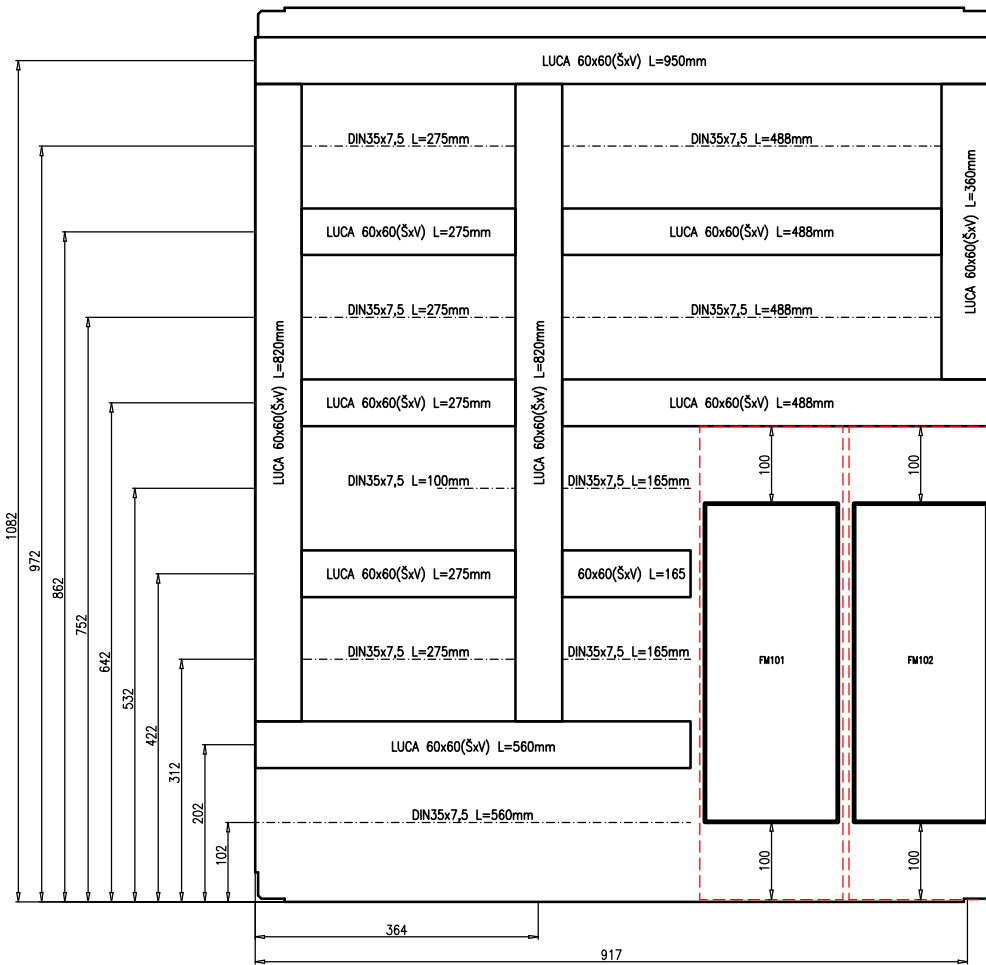 LUCA 60x60(ŠxV) L=950mm
DIN35x7,5 L=275mm
DIN35x7,5 L=488mm
LUCA 60x60(ŠxV) L=360mm
LUCA 60x60(ŠxV) L=275mm
LUCA 60x60(ŠxV) L=488mm
DIN35x7,5 L=275mm
DIN35x7,5 L=488mm
LUCA 60x60(ŠxV) L=820mm
LUCA 60x60(ŠxV) L=820mm
LUCA 60x60(ŠxV) L=275mm
LUCA 60x60(ŠxV) L=488mm
100
100
DIN35x7,5 L=100mm
DIN35x7,5 L=165mm
1082
972
862
752
642
532
422
312
202
102
LUCA 60x60(ŠxV) L=275mm
60x60(ŠxV) L=165
DIN35x7,5 L=275mm
DIN35x7,5 L=165mm
FM101
FM102
LUCA 60x60(ŠxV) L=560mm
DIN35x7,5 L=560mm
100
100
364
917